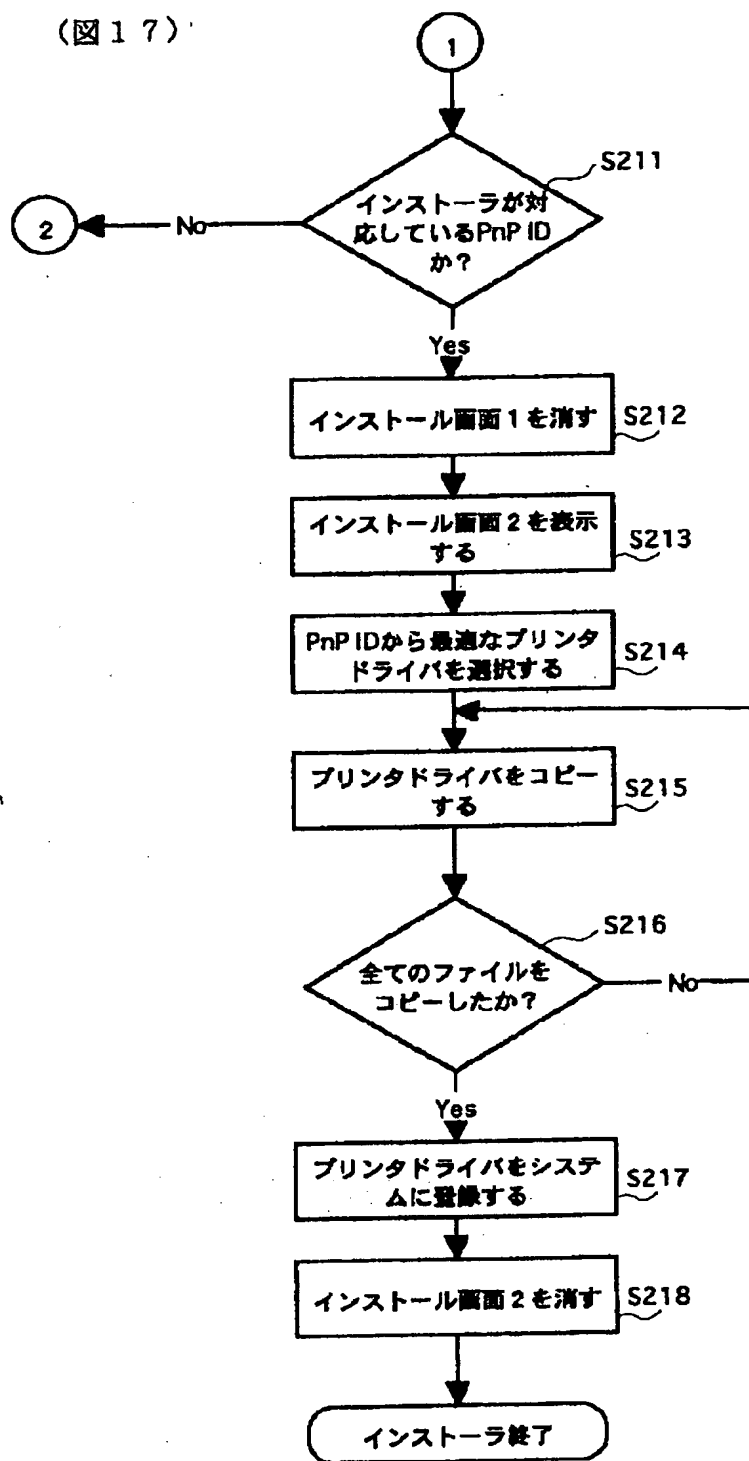 (図１７)
1
S211
インストーラが対
応しているPnP ID
か？
No
2
Yes
インストール画面１を消す
S212
インストール画面２を表示
する
S213
PnP IDから最適なプリンタ
ドライバを選択する
S214
プリンタドライバをコピー
する
S215
S216
全てのファイルを
コピーしたか？
No
Yes
プリンタドライバをシステ
ムに登録する
S217
インストール画面２を消す
S218
インストーラ終了